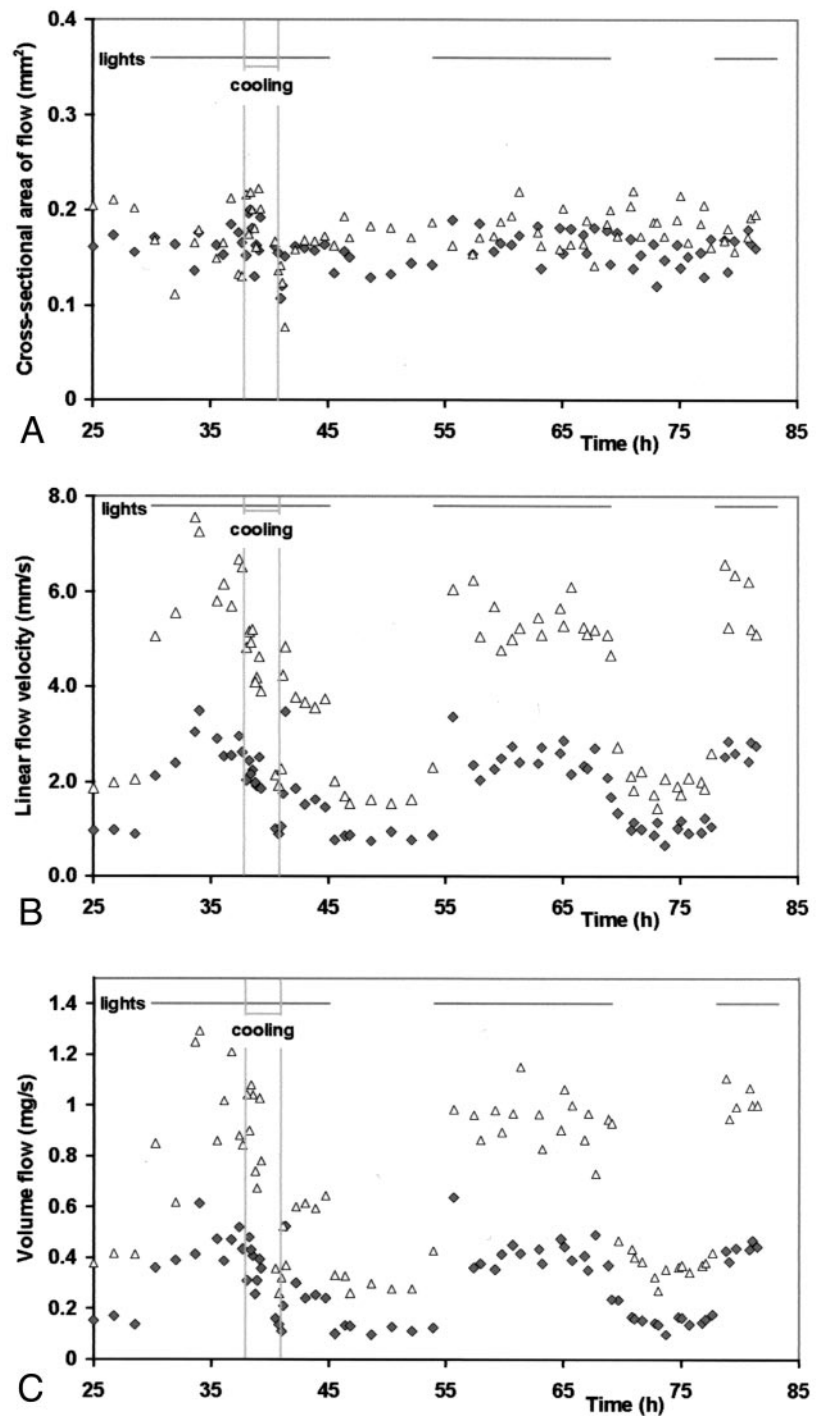 0.4
lights
cooling
0.3
0.2
0.1
0
Cross-sectional area of flow (mm²)
25 35 45 55 65 75 85
Time (h)
A
8.0
lights
cooling
6.0
4.0
2.0
0.0
Linear flow velocity (mm/s)
25 35 45 55 65 75 85
Time (h)
B
1.4
lights
cooling
1.2
1
0.8
0.6
0.4
0.2
0
Volume flow (mg/s)
25 35 45 55 65 75 85
Time (h)
C